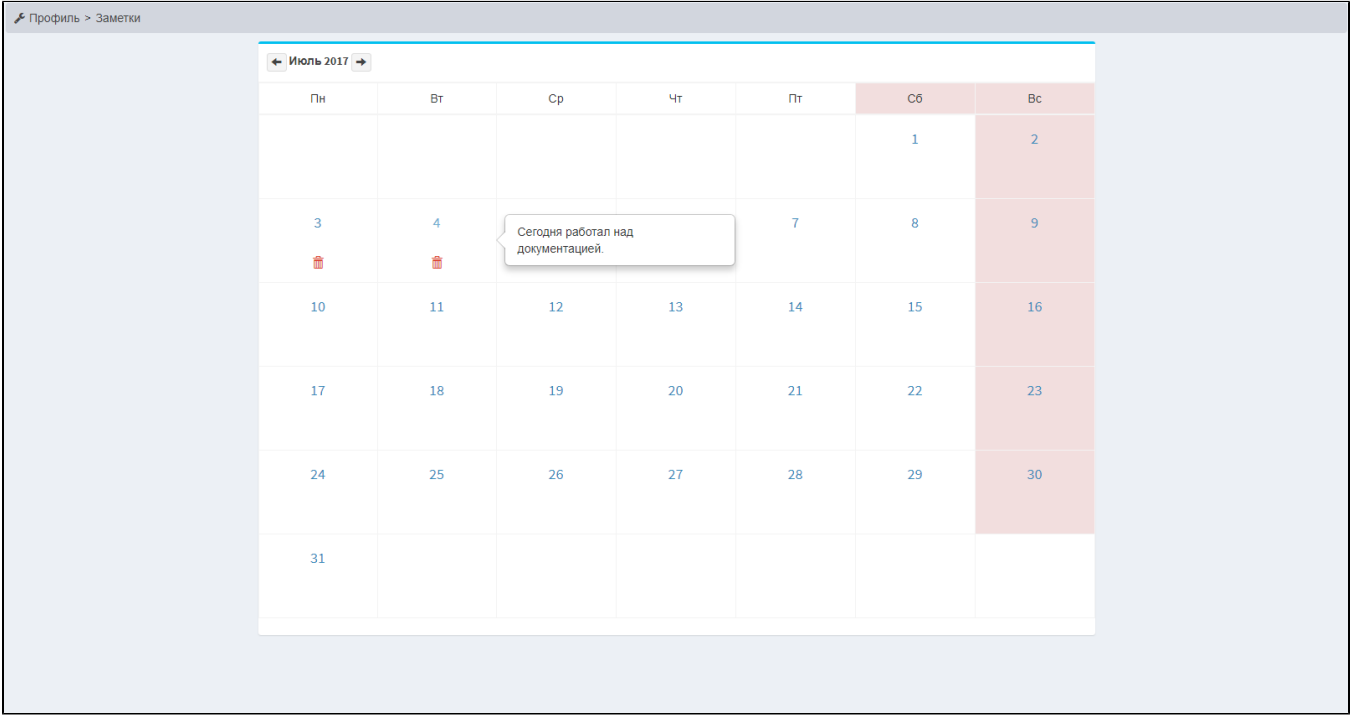 Профиль > Заметки
Июль 2017
Пн Вт Ср Чт Пт Сб Вс
1 2
3 4 7 8 9
Сегодня работал над
документацией.
10 11 12 13 14 15 16
17 18 19 20 21 22 23
24 25 26 27 28 29 30
31